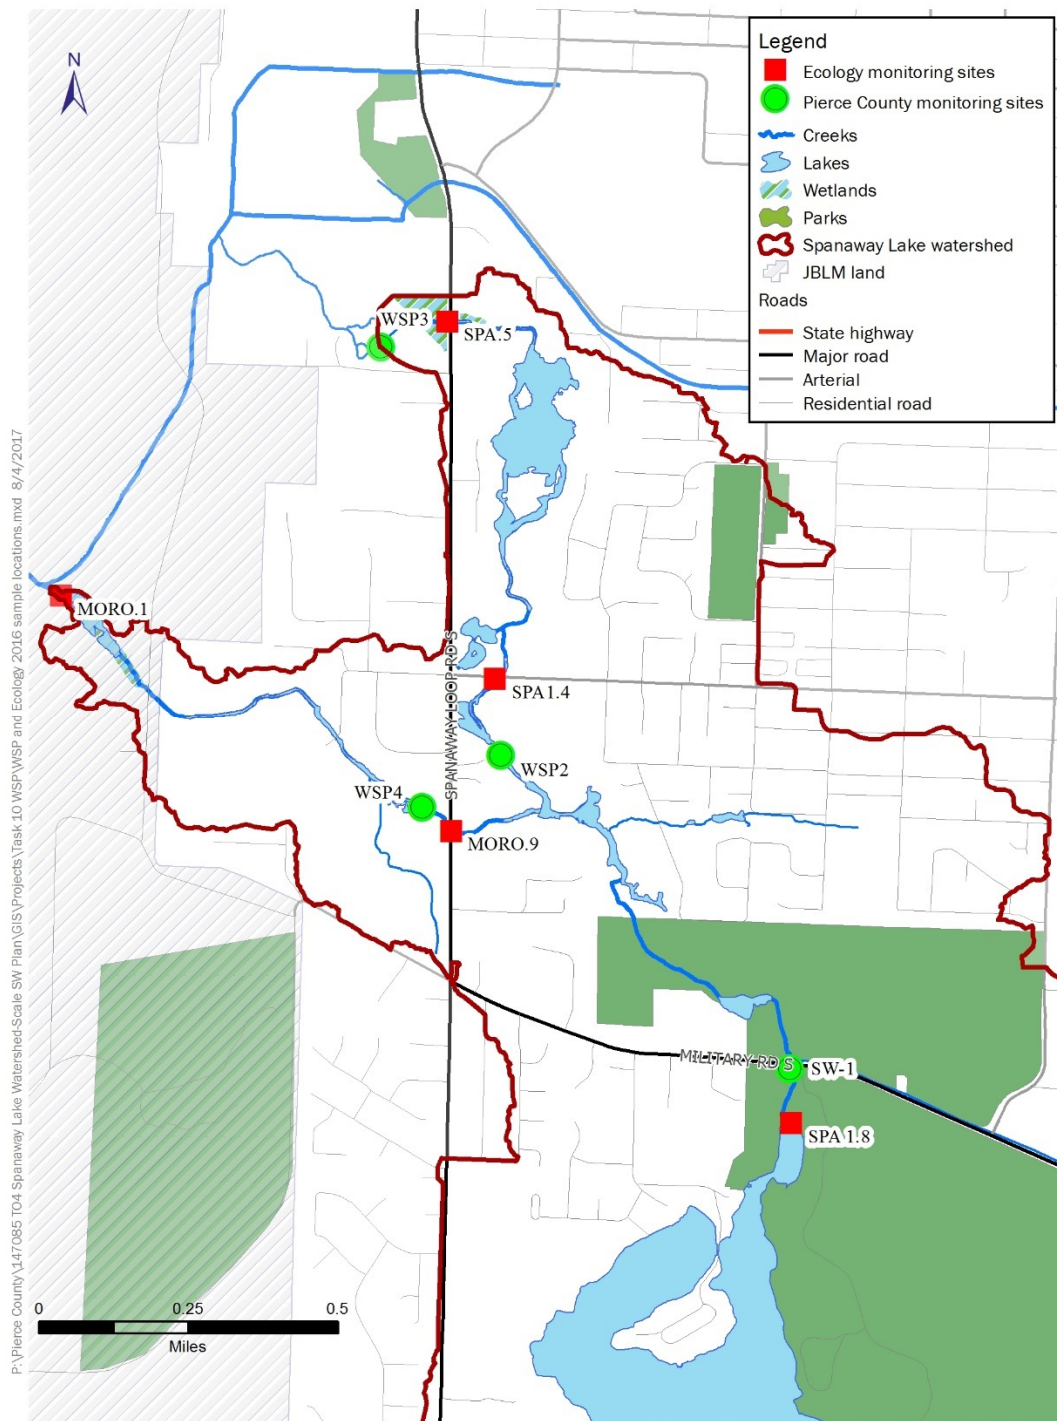 N
Legend
Ecology monitoring sites
Pierce County monitoring sites
Creeks
Lakes
Wetlands
Parks
Spanaway Lake watershed
JBLM land
Roads
State highway
Major road
Arterial
Residential road
WSP3
SPA.5
MORO.1
SPANAWAY LOOP RD S
SPA1.4
WSP2
WSP4
MORO.9
MILITARY RD S
SW-1
SPA 1.8
0 0.25 0.5
Miles
P:\Pierce County\147085 TO4 Spanaway Lake Watershed-Scale SW Plan\GIS\Projects\Task 10 WSP\WSP and Ecology 2016 sample locations.mxd 8/4/2017